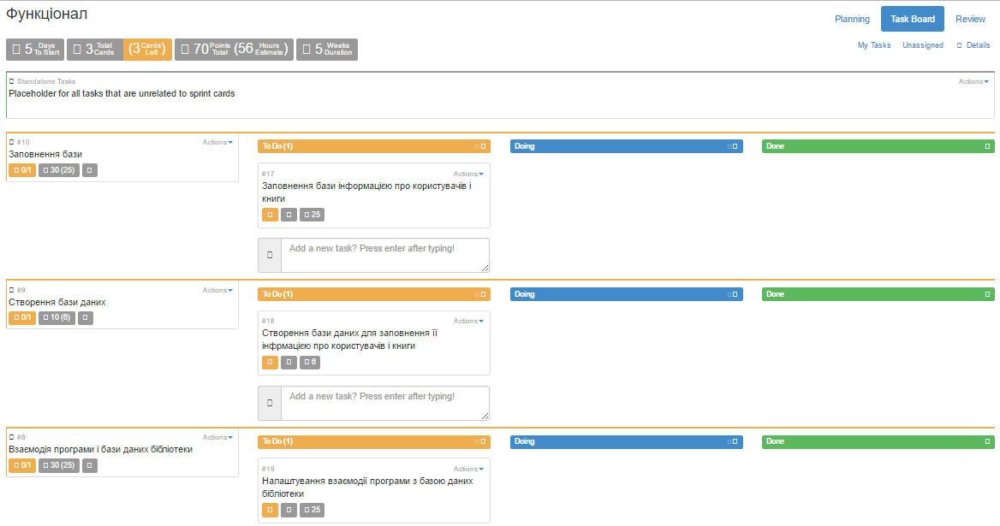 Функціонал
Planning Task Board Review
5 Days To Start 3 Total Cards (3 Cards Left) 70 Points Total (56 Hours Estimate) 5 Weeks Duration
My Tasks Unassigned Details
Standalone Tasks Actions
Placeholder for all tasks that are unrelated to sprint cards
#10 Actions
Заповнення бази
0/1 30 (25)
To Do (1) Doing Done
#17 Actions
Заповнення бази інформацією про користувачів і
книги
25
Add a new task? Press enter after typing!
#9 Actions
Створення бази даних
0/1 10 (6)
To Do (1) Doing Done
#18 Actions
Створення бази даних для заповнення її
інфрмацією про користувачів і книги
6
Add a new task? Press enter after typing!
#8 Actions
Взаємодія програми і бази даних бібліотеки
0/1 30 (25)
To Do (1) Doing Done
#19 Actions
Налаштування взаємодії програми з базою даних
бібліотеки
25